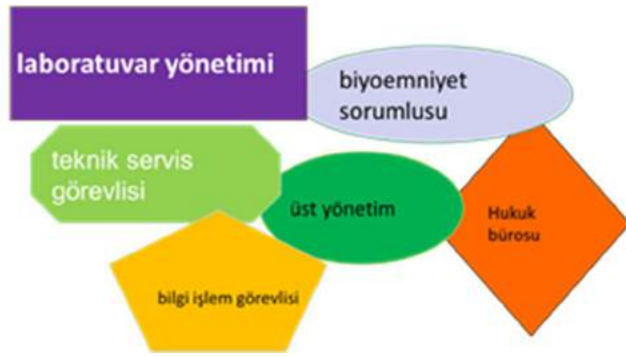 laboratuvar yönetimi
biyoemniyet
sorumlusu
teknik servis
görevlisi
üst yönetim
Hukuk
bürosu
bilgi işlem görevlisi